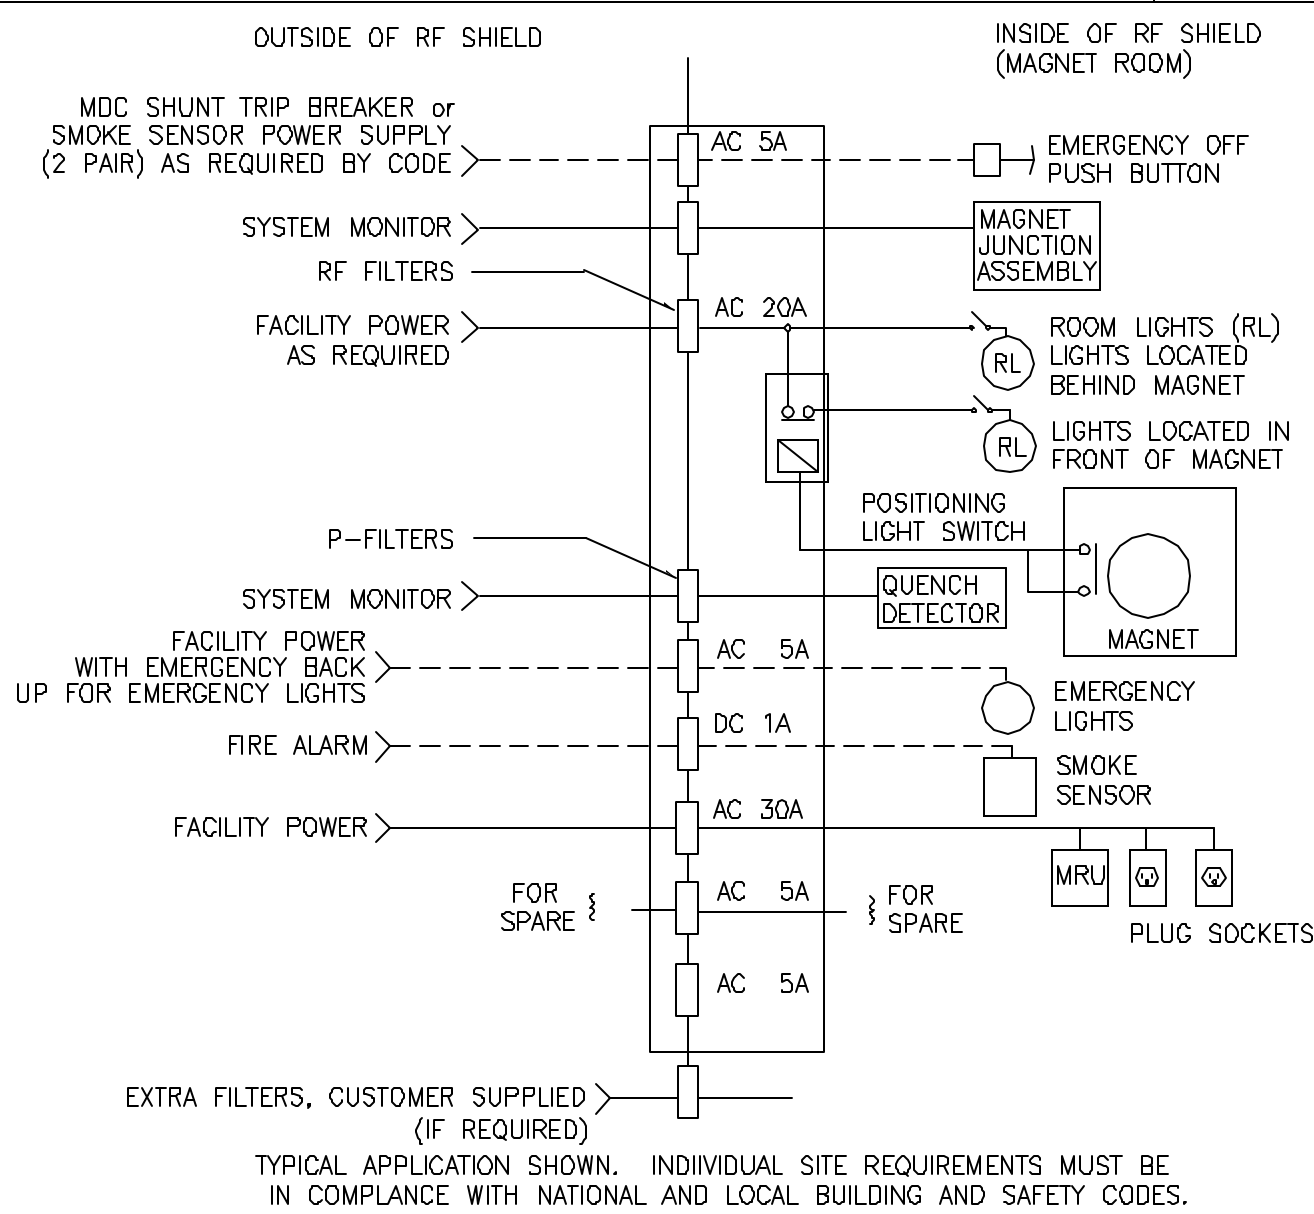 OUTSIDE OF RF SHIELD
INSIDE OF RF SHIELD
(MAGNET ROOM)
MDC SHUNT TRIP BREAKER or
SMOKE SENSOR POWER SUPPLY
(2 PAIR) AS REQUIRED BY CODE
AC 5A
EMERGENCY OFF
PUSH BUTTON
SYSTEM MONITOR
MAGNET
JUNCTION
ASSEMBLY
RF FILTERS
FACILITY POWER
AS REQUIRED
AC 20A
RL
ROOM LIGHTS (RL)
LIGHTS LOCATED
BEHIND MAGNET
RL
LIGHTS LOCATED IN
FRONT OF MAGNET
POSITIONING
LIGHT SWITCH
MAGNET
P-FILTERS
SYSTEM MONITOR
QUENCH
DETECTOR
FACILITY POWER
WITH EMERGENCY BACK
UP FOR EMERGENCY LIGHTS
AC 5A
EMERGENCY
LIGHTS
FIRE ALARM
DC 1A
SMOKE
SENSOR
FACILITY POWER
AC 30A
MRU
PLUG SOCKETS
FOR
SPARE
AC 5A
FOR
SPARE
AC 5A
EXTRA FILTERS, CUSTOMER SUPPLIED
(IF REQUIRED)
TYPICAL APPLICATION SHOWN. INDIIVIDUAL SITE REQUIREMENTS MUST BE
IN COMPLANCE WITH NATIONAL AND LOCAL BUILDING AND SAFETY CODES.